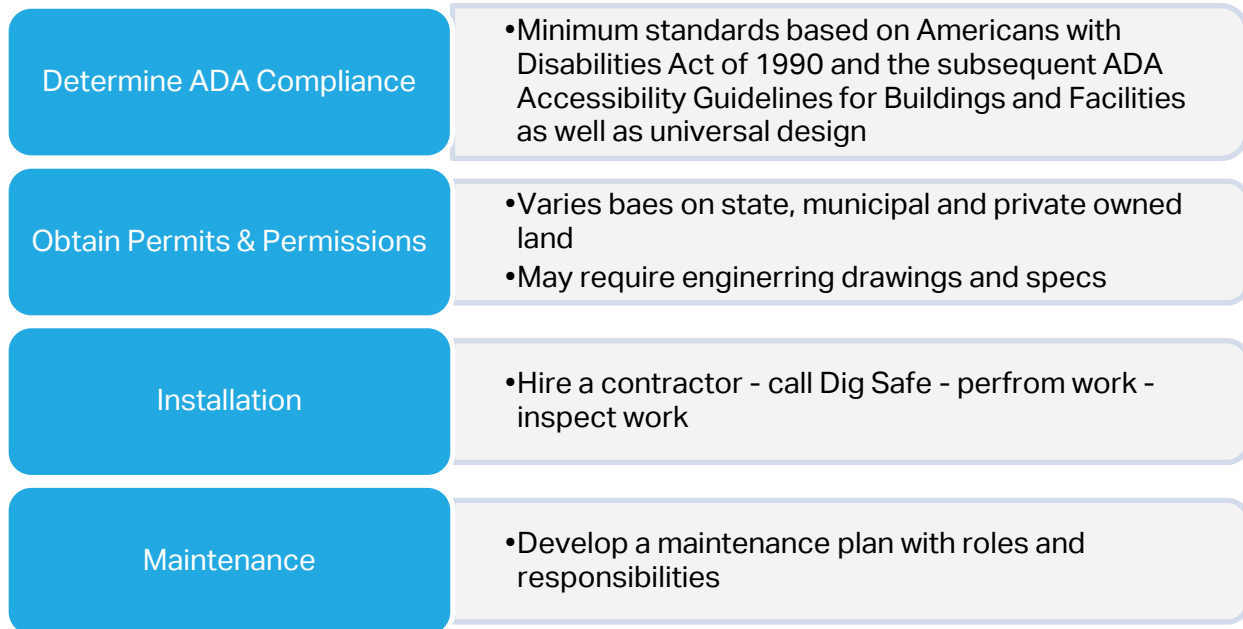 Determine ADA Compliance
•Minimum standards based on Americans with
Disabilities Act of 1990 and the subsequent ADA
Accessibility Guidelines for Buildings and Facilities
as well as universal design
Obtain Permits & Permissions
•Varies baes on state, municipal and private owned
land
•May require enginerring drawings and specs
Installation
•Hire a contractor - call Dig Safe - perfrom work -
inspect work
Maintenance
•Develop a maintenance plan with roles and
responsibilities